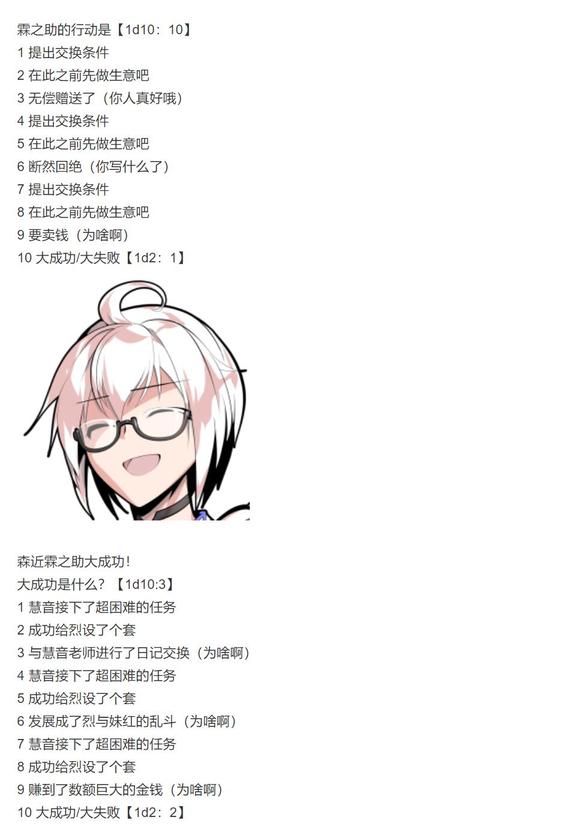 霖之助的行动是【1d10：10】
1 提出交换条件
2 在此之前先做生意吧
3 无偿赠送了（你人真好哦）
4 提出交换条件
5 在此之前先做生意吧
6 断然回绝（你写什么了）
7 提出交换条件
8 在此之前先做生意吧
9 要卖钱（为啥啊）
10 大成功/大失败【1d2：1】
森近霖之助大成功！
大成功是什么？【1d10:3】
1 慧音接下了超困难的任务
2 成功给烈设了个套
3 与慧音老师进行了日记交换（为啥啊）
4 慧音接下了超困难的任务
5 成功给烈设了个套
6 发展成了烈与妹红的乱斗（为啥啊）
7 慧音接下了超困难的任务
8 成功给烈设了个套
9 赚到了数额巨大的金钱（为啥啊）
10 大成功/大失败【1d2：2】